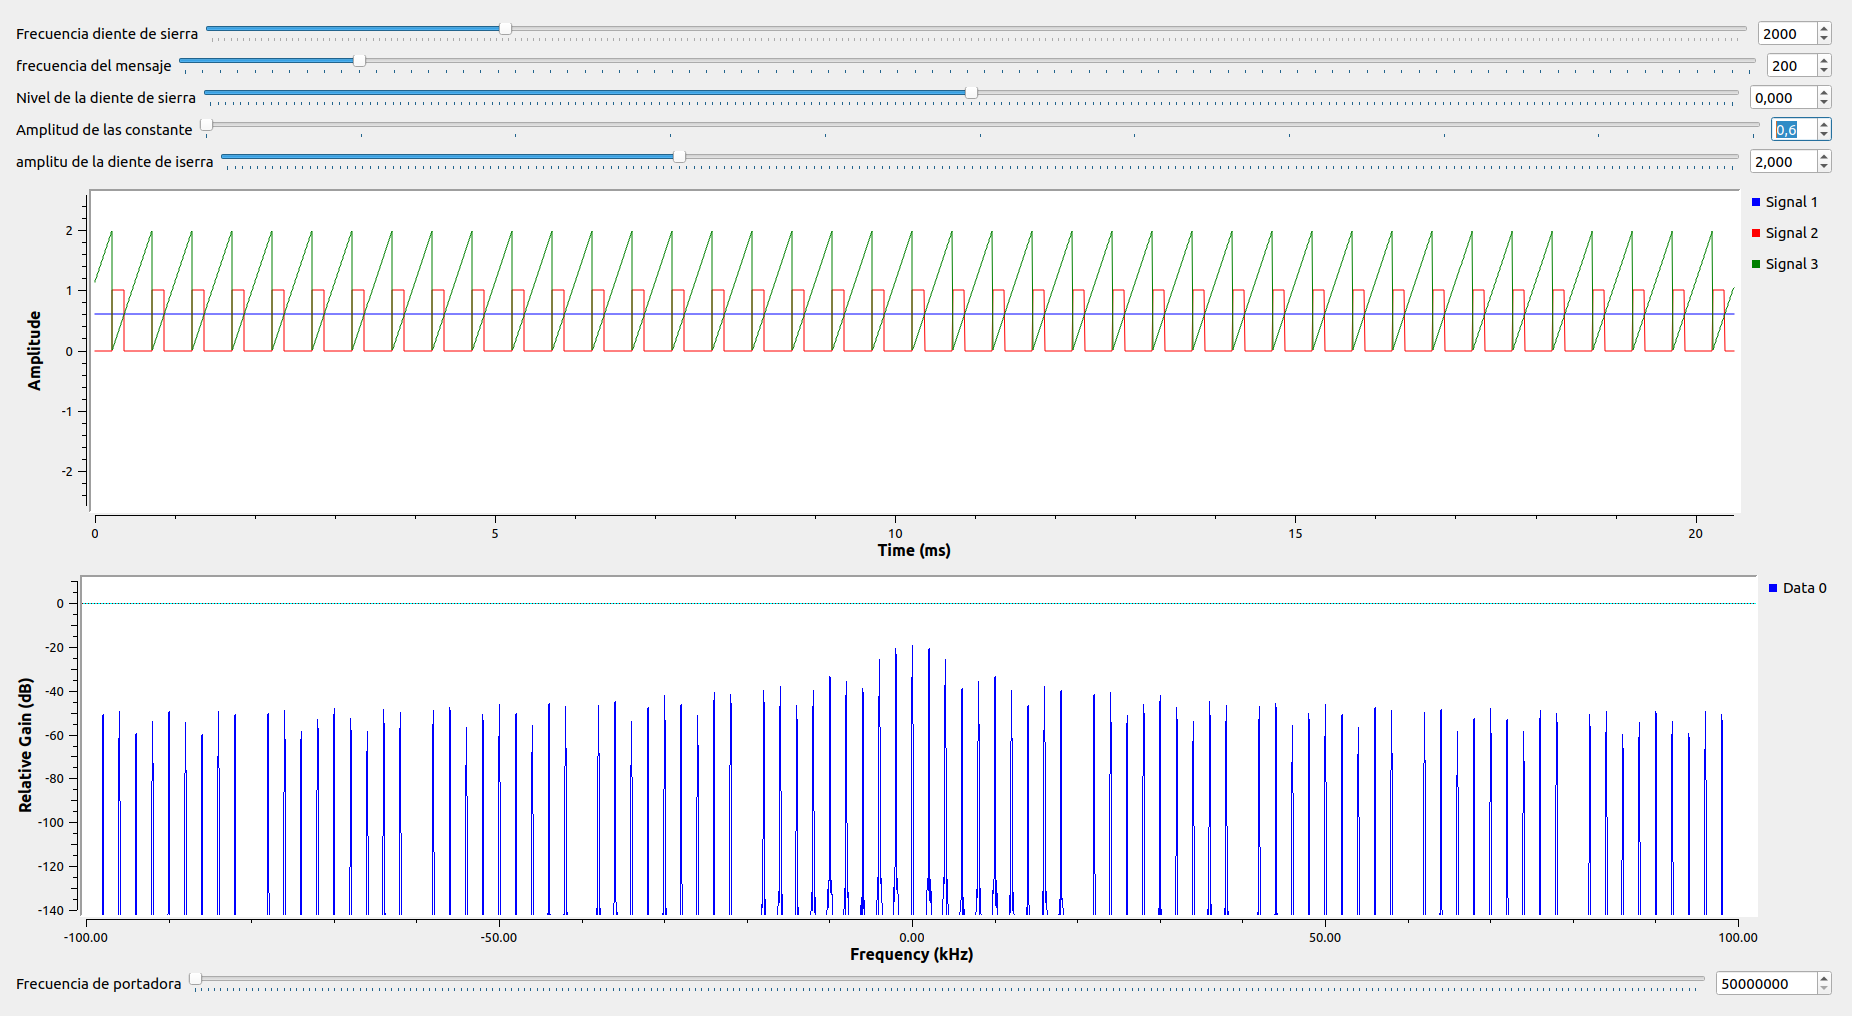 Frecuencia diente de sierra 2000
frecuencia del mensaje 200
Nivel de la diente de sierra 0,000
Amplitud de las constante 0,6
amplitu de la diente de iserra 2,000
Signal 1
Signal 2
Signal 3
Amplitude
2
1
0
-1
-2
0 5 10 15 20
Time (ms)
Data 0
Relative Gain (dB)
0
-20
-40
-60
-80
-100
-120
-140
-100.00 -50.00 0.00 50.00 100.00
Frequency (kHz)
Frecuencia de portadora 50000000